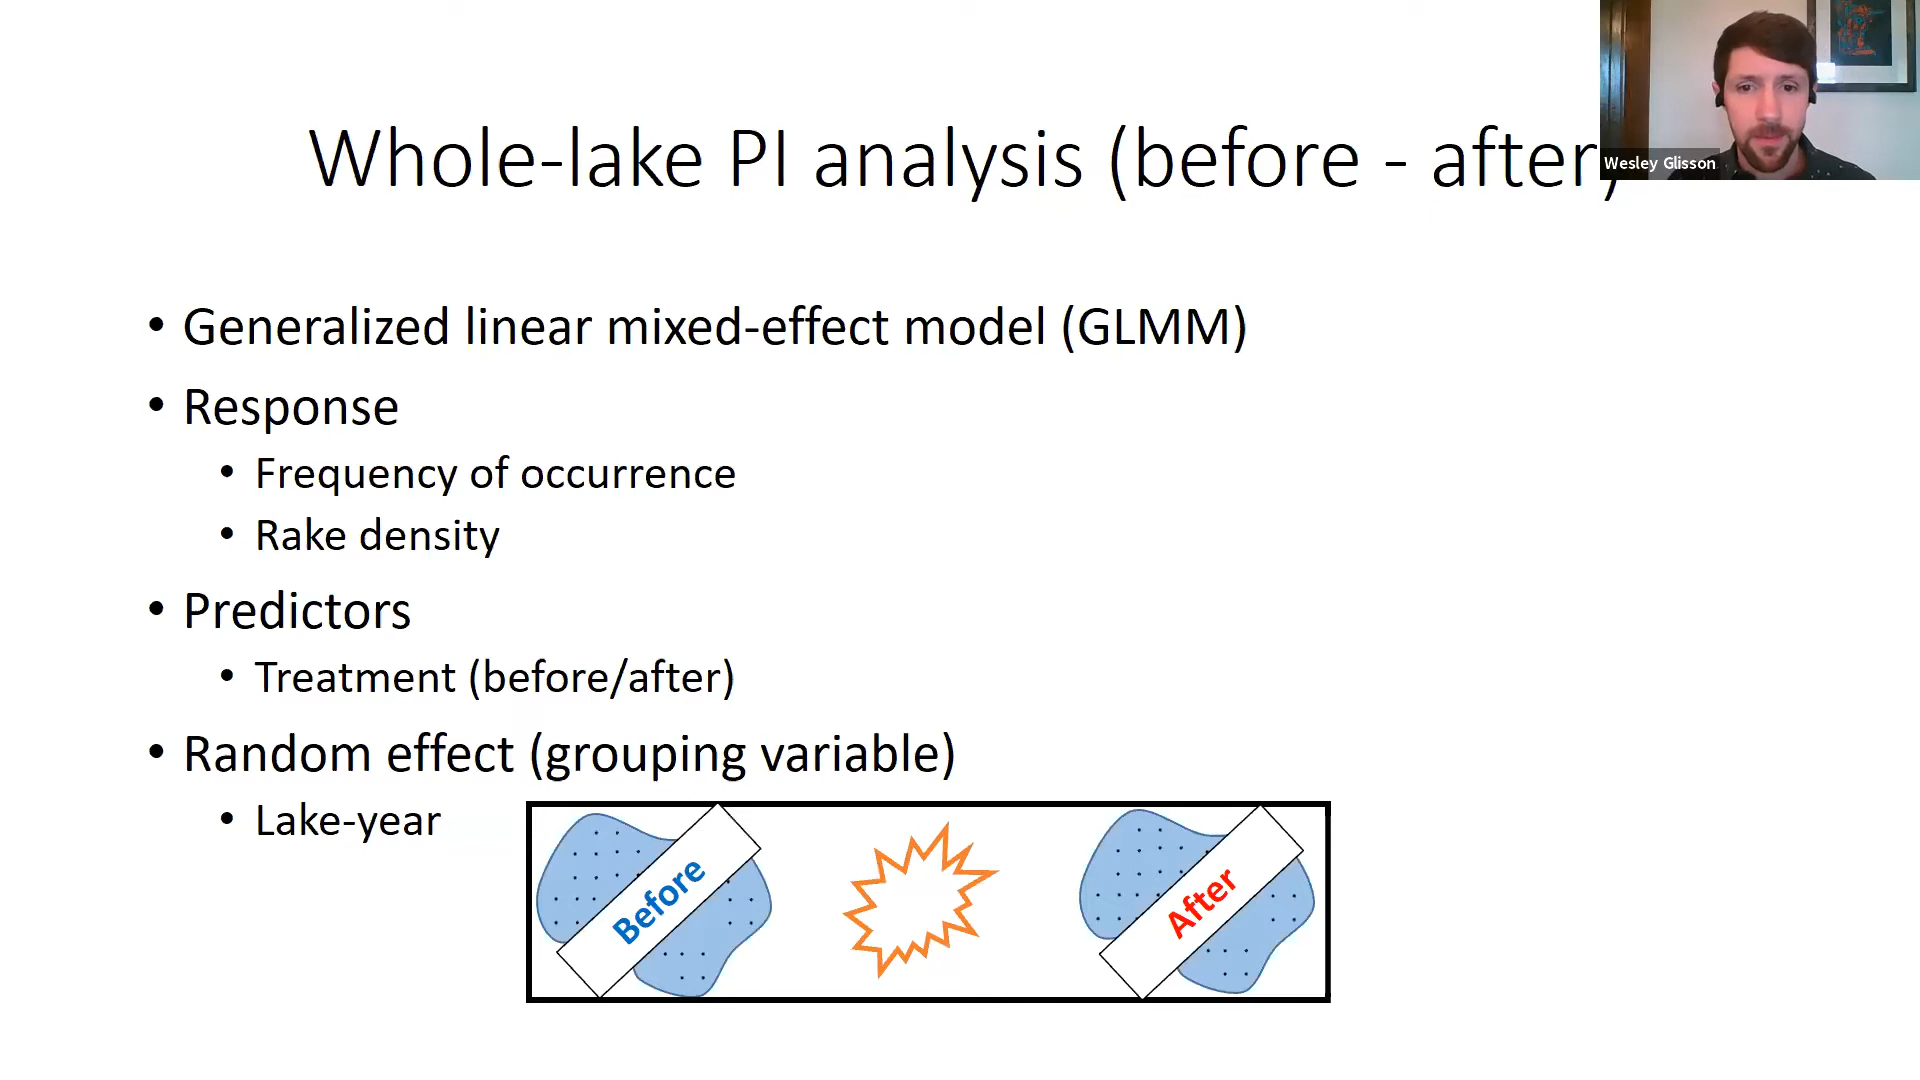 Whole-lake PI analysis (before - after)
Wesley Glisson
• Generalized linear mixed-effect model (GLMM)
• Response
• Frequency of occurrence
• Rake density
• Predictors
• Treatment (before/after)
• Random effect (grouping variable)
• Lake-year
Before
After